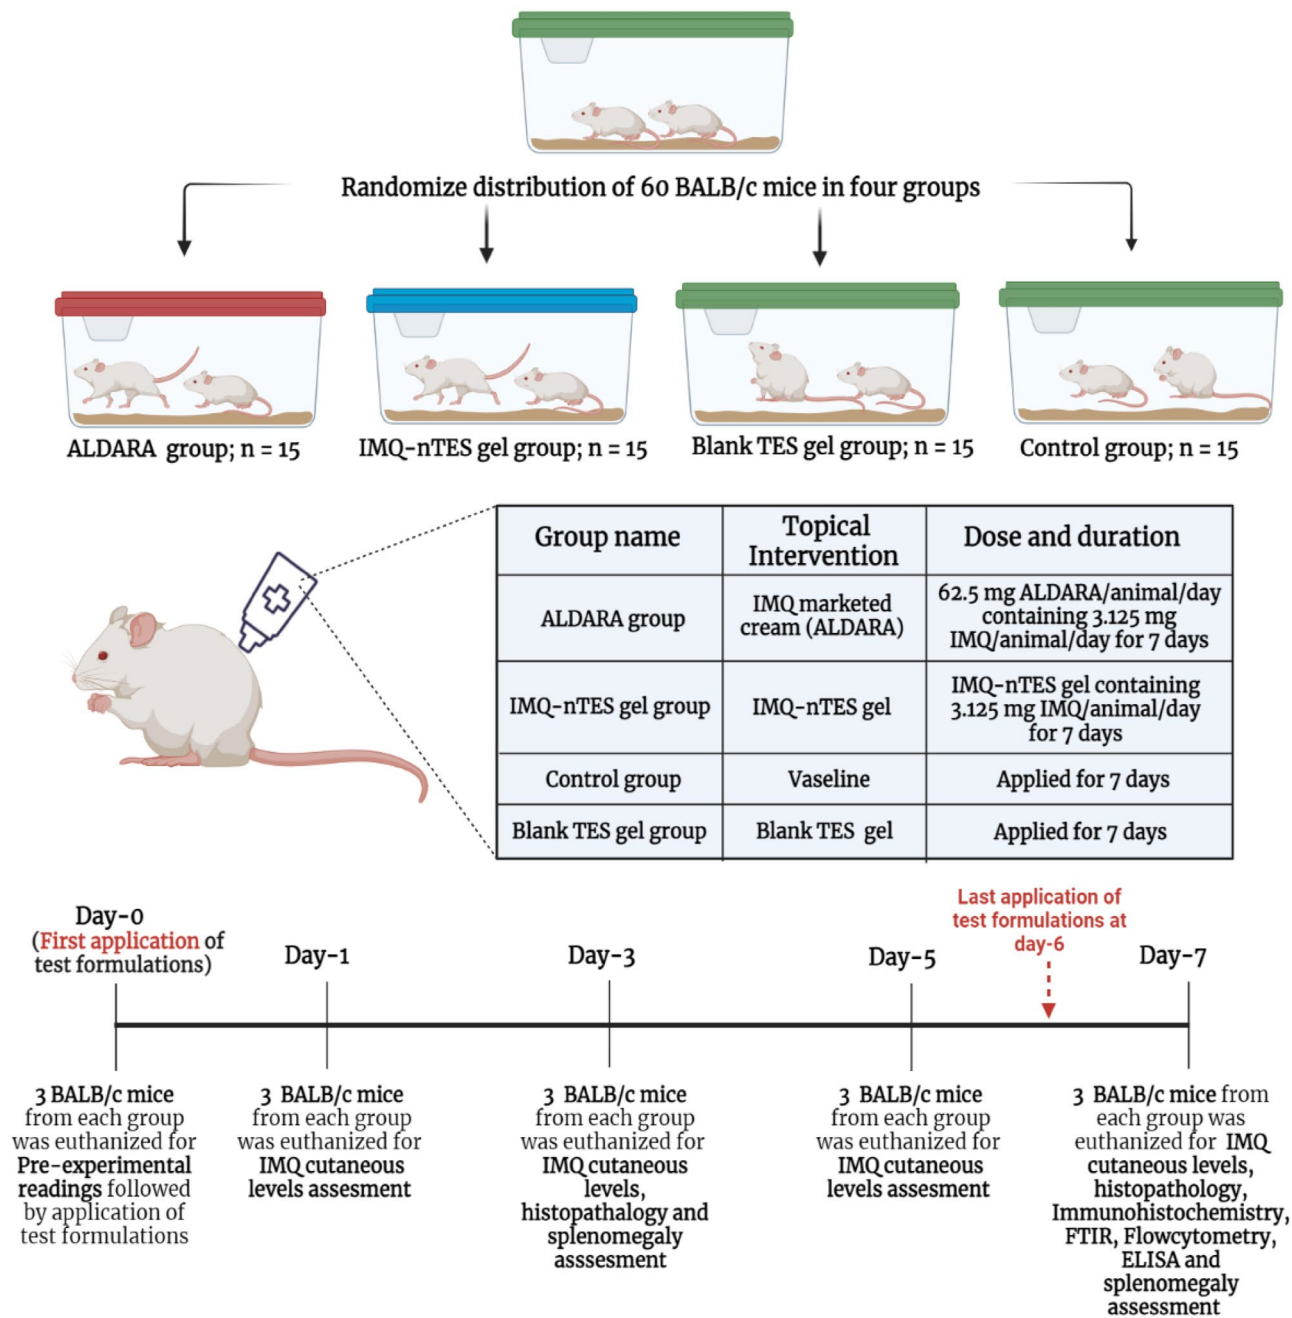 Randomize distribution of 60 BALB/c mice in four groups
ALDARA group; n = 15
IMQ-nTES gel group; n = 15
Blank TES gel group; n = 15
Control group; n = 15
Group name
Topical
Intervention
Dose and duration
ALDARA group
IMQ marketed
cream (ALDARA)
62.5 mg ALDARA/animal/day
containing 3.125 mg
IMQ/animal/day for 7 days
IMQ-nTES gel group
IMQ-nTES gel
IMQ-nTES gel containing
3.125 mg IMQ/animal/day
for 7 days
Control group
Vaseline
Applied for 7 days
Blank TES gel group
Blank TES gel
Applied for 7 days
Day-0
(First application of
test formulations)
Day-1
Day-3
Day-5
Last application of
test formulations at
day-6
Day-7
3 BALB/c mice
from each group
was euthanized for
Pre-experimental
readings followed
by application of
test formulations
3 BALB/c mice
from each group
was euthanized for
IMQ cutaneous
levels assesment
3 BALB/c mice
from each group
was euthanized for
IMQ cutaneous
levels,
histopathalogy and
splenomegaly
asssesment
3 BALB/c mice
from each group
was euthanized for
IMQ cutaneous
levels assesment
3 BALB/c mice from
each group was
euthanized for IMQ
cutaneous levels,
histopathology,
Immunohistochemistry,
FTIR, Flowcytometry,
ELISA and
splenomegaly
assessment